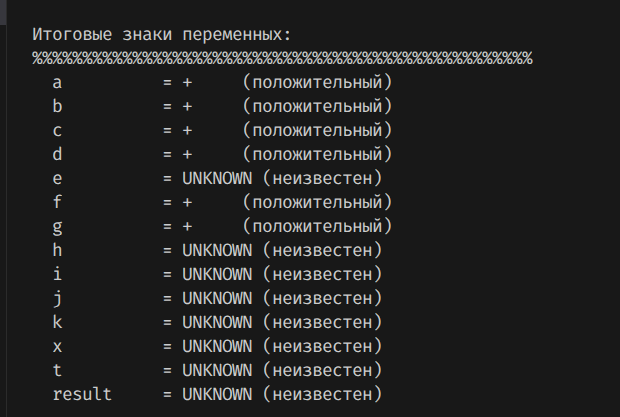 Итоговые знаки переменных:
%%%%%%%%%%%%%%%%%%%%%%%%%%%%%%%%%%%%%%%%%%%%%%%%%%
a = + (положительный)
b = + (положительный)
c = + (положительный)
d = + (положительный)
e = UNKNOWN (неизвестен)
f = + (положительный)
g = + (положительный)
h = UNKNOWN (неизвестен)
i = UNKNOWN (неизвестен)
j = UNKNOWN (неизвестен)
k = UNKNOWN (неизвестен)
x = UNKNOWN (неизвестен)
t = UNKNOWN (неизвестен)
result = UNKNOWN (неизвестен)